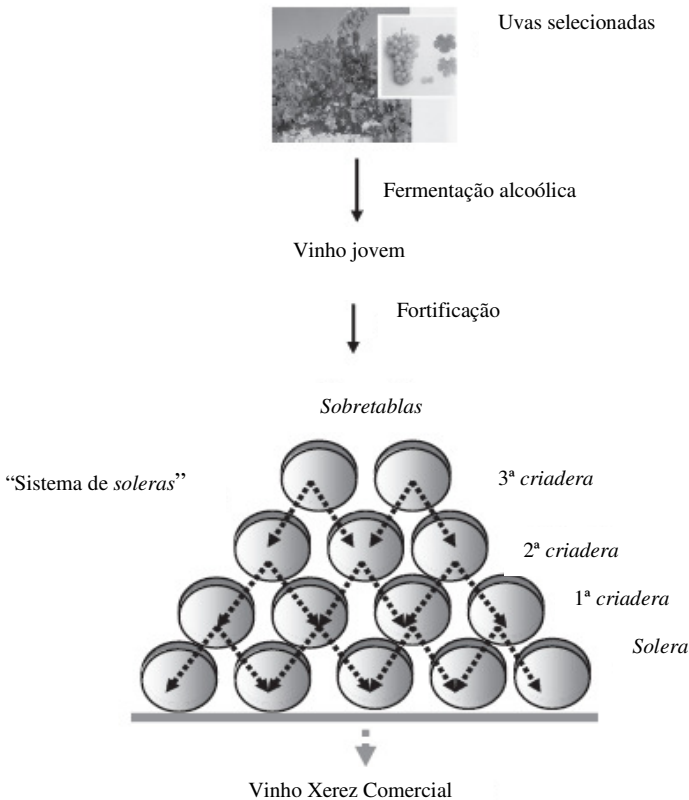 Uvas selecionadas
Fermentação alcoólica
Vinho jovem
Fortificação
Sobretablas
“Sistema de soleras”
3ª criadera
2ª criadera
1ª criadera
Solera
Vinho Xerez Comercial